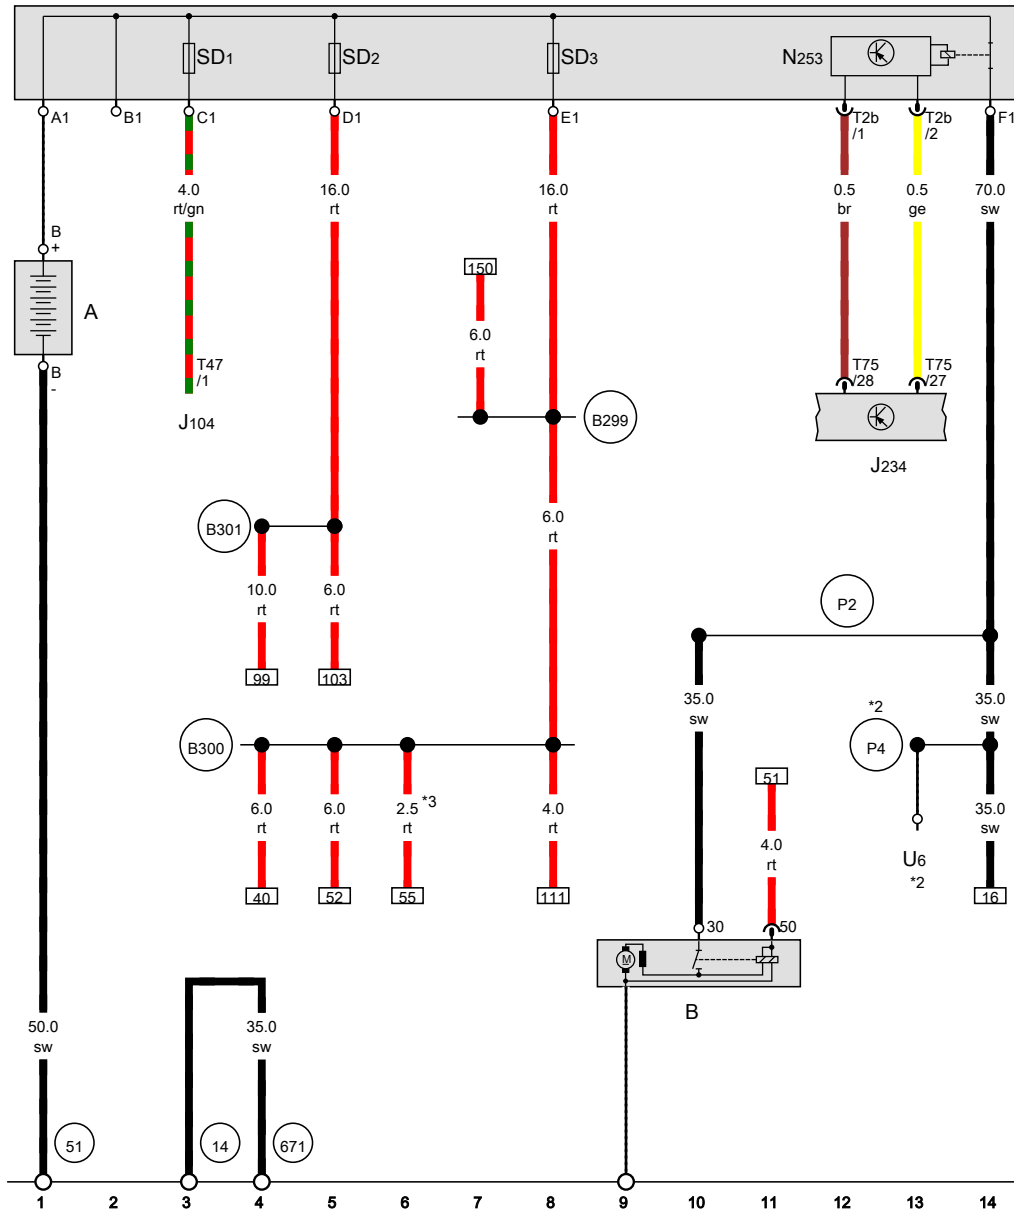 SD1 SD2 SD3 N253
A1 B1 C1 D1 E1 T2b T2b F1
/1 /2
4.0 16.0 16.0 0.5 0.5 70.0
rt/gn rt rt br ge sw
B
+
150
A
6.0
rt
B
-
T47 T75 T75
/1 /28 /27
J104
B299
J234
B301
6.0
rt
10.0 6.0
rt rt
P2
99 103
35.0 35.0
sw sw
*2
B300
P4
51
6.0 6.0 2.5 *3 4.0 35.0
rt rt rt rt sw
4.0
rt
U6
*2
40 52 55 111 16
30 50
M
B
50.0 35.0
sw sw
51 14 671
1 2 3 4 5 6 7 8 9 10 11 12 13 14